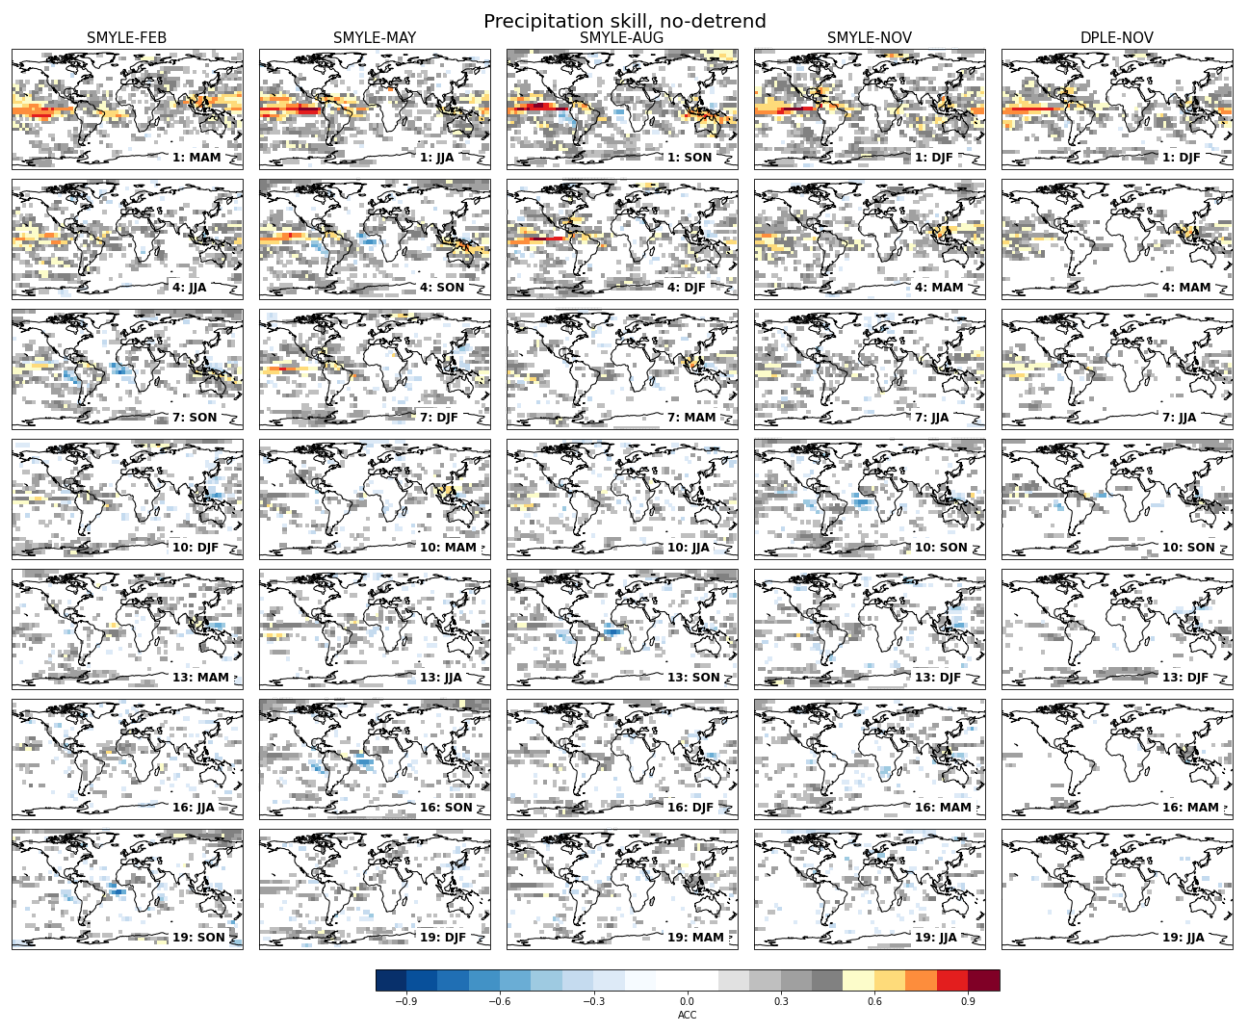 Precipitation skill, no-detrend
SMYLE-FEB SMYLE-MAY SMYLE-AUG SMYLE-NOV DPLE-NOV
1: MAM 1: JJA 1: SON 1: DJF 1: DJF
4: JJA 4: SON 4: DJF 4: MAM 4: MAM
7: SON 7: DJF 7: MAM 7: JJA 7: JJA
10: DJF 10: MAM 10: JJA 10: SON 10: SON
13: MAM 13: JJA 13: SON 13: DJF 13: DJF
16: JJA 16: SON 16: DJF 16: MAM 16: MAM
19: SON 19: DJF 19: MAM 19: JJA 19: JJA
−0.9 −0.6 −0.3 0.0 0.3 0.6 0.9
ACC